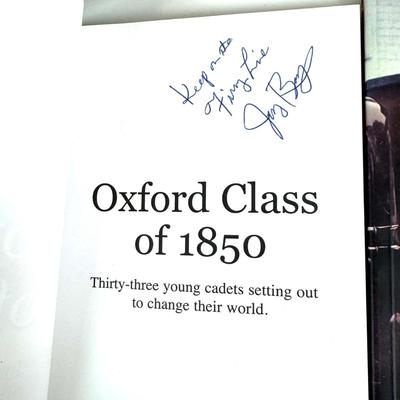 Keep on the
Firing Line
Oxford Class
of 1850
Thirty-three young cadets setting out
to change their world.